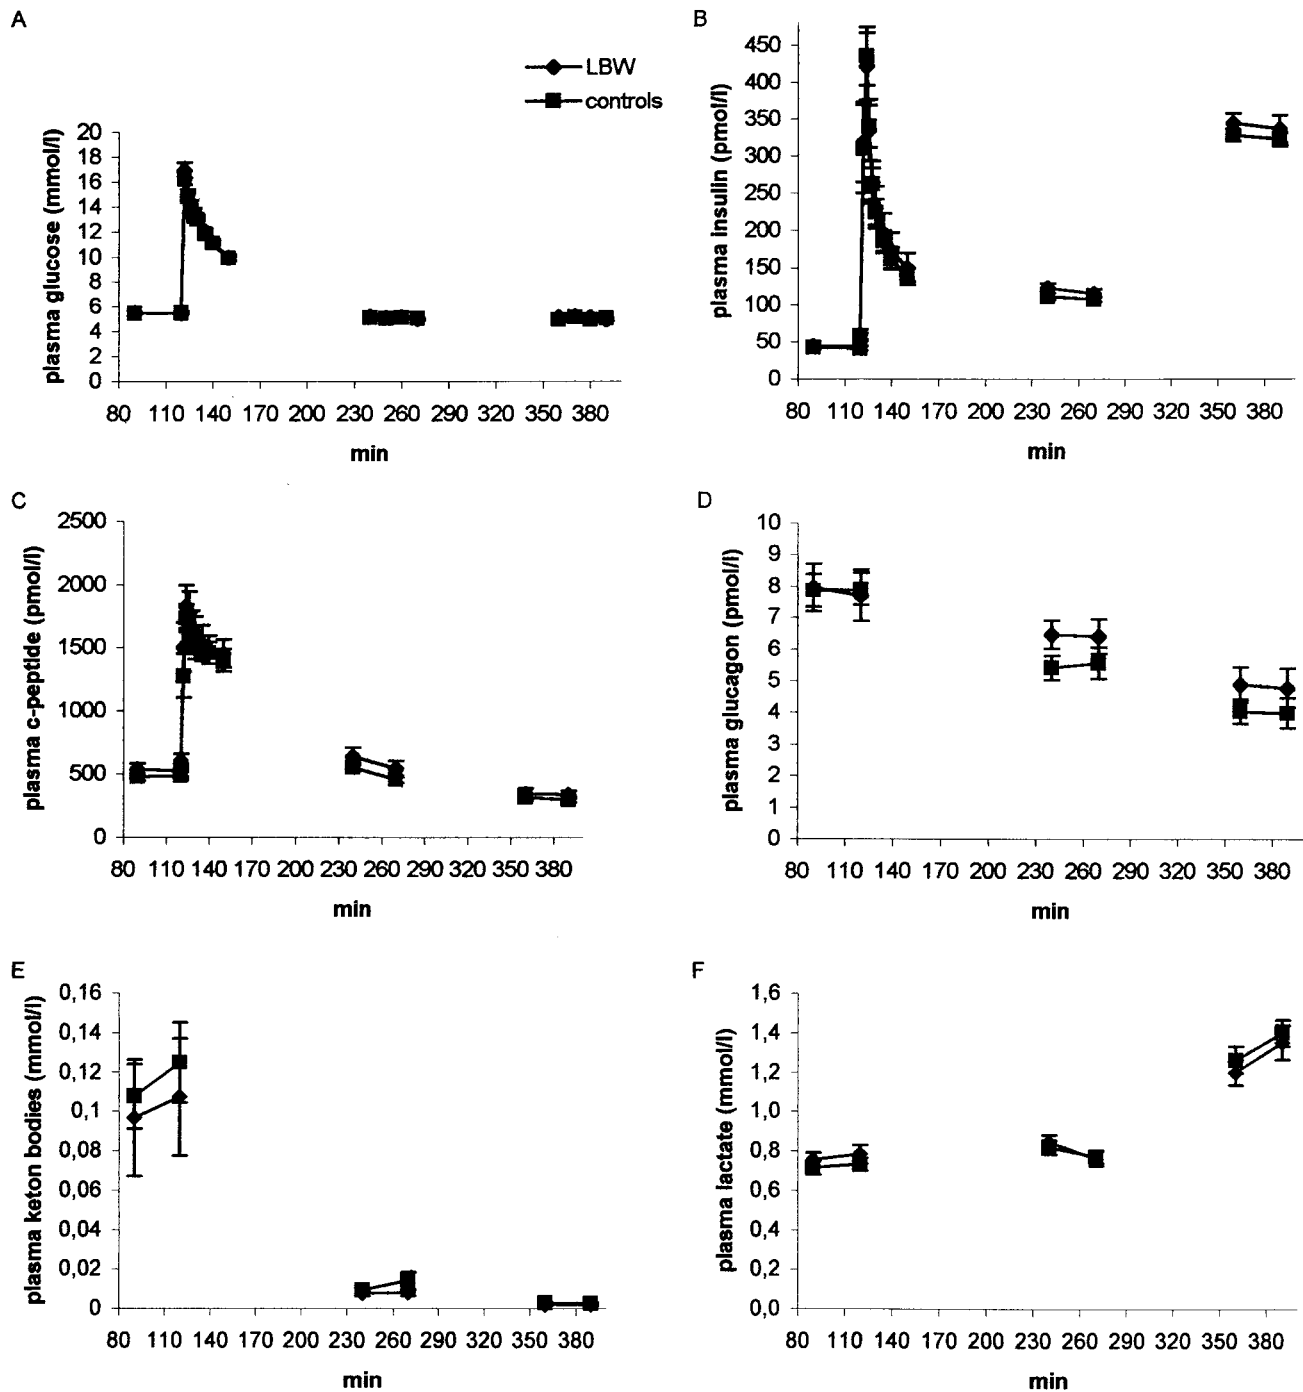 A
LBW
controls
plasma glucose (mmol/l)
20
18
16
14
12
10
8
6
4
2
0
80 110 140 170 200 230 260 290 320 350 380
min
B
plasma insulin (pmol/l)
450
400
350
300
250
200
150
100
50
0
80 110 140 170 200 230 260 290 320 350 380
min
C
plasma c-peptide (pmol/l)
2500
2000
1500
1000
500
0
80 110 140 170 200 230 260 290 320 350 380
min
D
plasma glucagon (pmol/l)
10
9
8
7
6
5
4
3
2
1
0
80 110 140 170 200 230 260 290 320 350 380
min
E
plasma keton bodies (mmol/l)
0,16
0,14
0,12
0,1
0,08
0,06
0,04
0,02
0
80 110 140 170 200 230 260 290 320 350 380
min
F
plasma lactate (mmol/l)
1,6
1,4
1,2
1,0
0,8
0,6
0,4
0,2
0,0
80 110 140 170 200 230 260 290 320 350 380
min